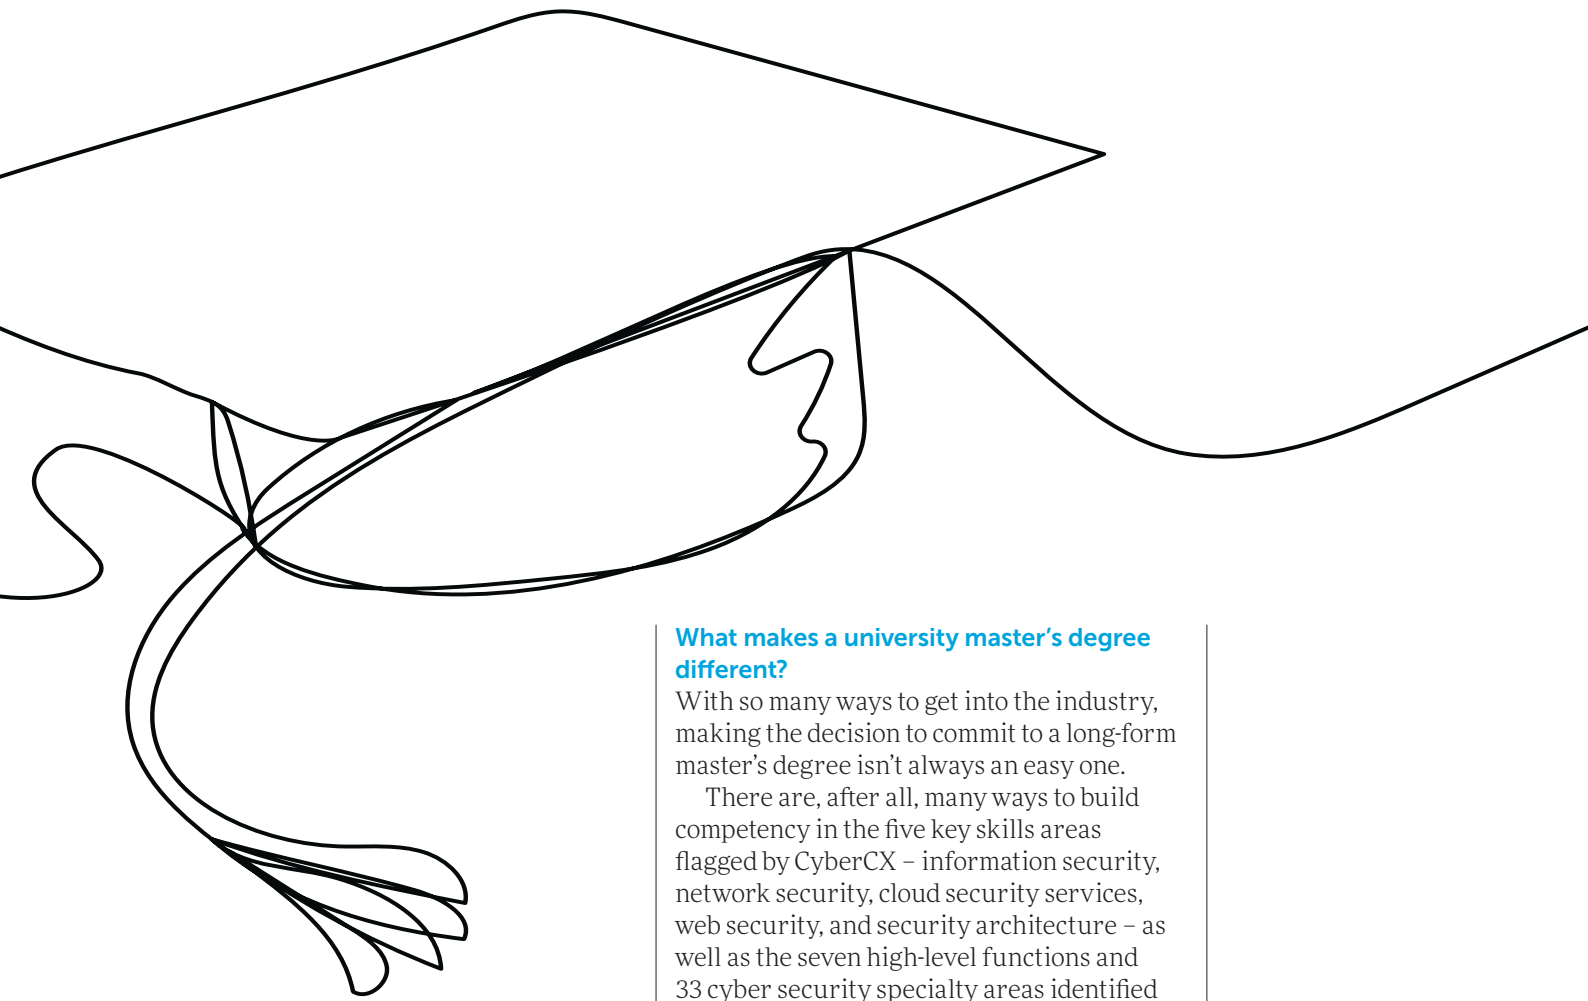 What makes a university master’s degree
different?
With so many ways to get into the industry,
making the decision to commit to a long-form
master’s degree isn’t always an easy one.
There are, after all, many ways to build
competency in the five key skills areas
flagged by CyberCX – information security,
network security, cloud security services,
web security, and security architecture – as
well as the seven high-level functions and
33 cyber security specialty areas identified